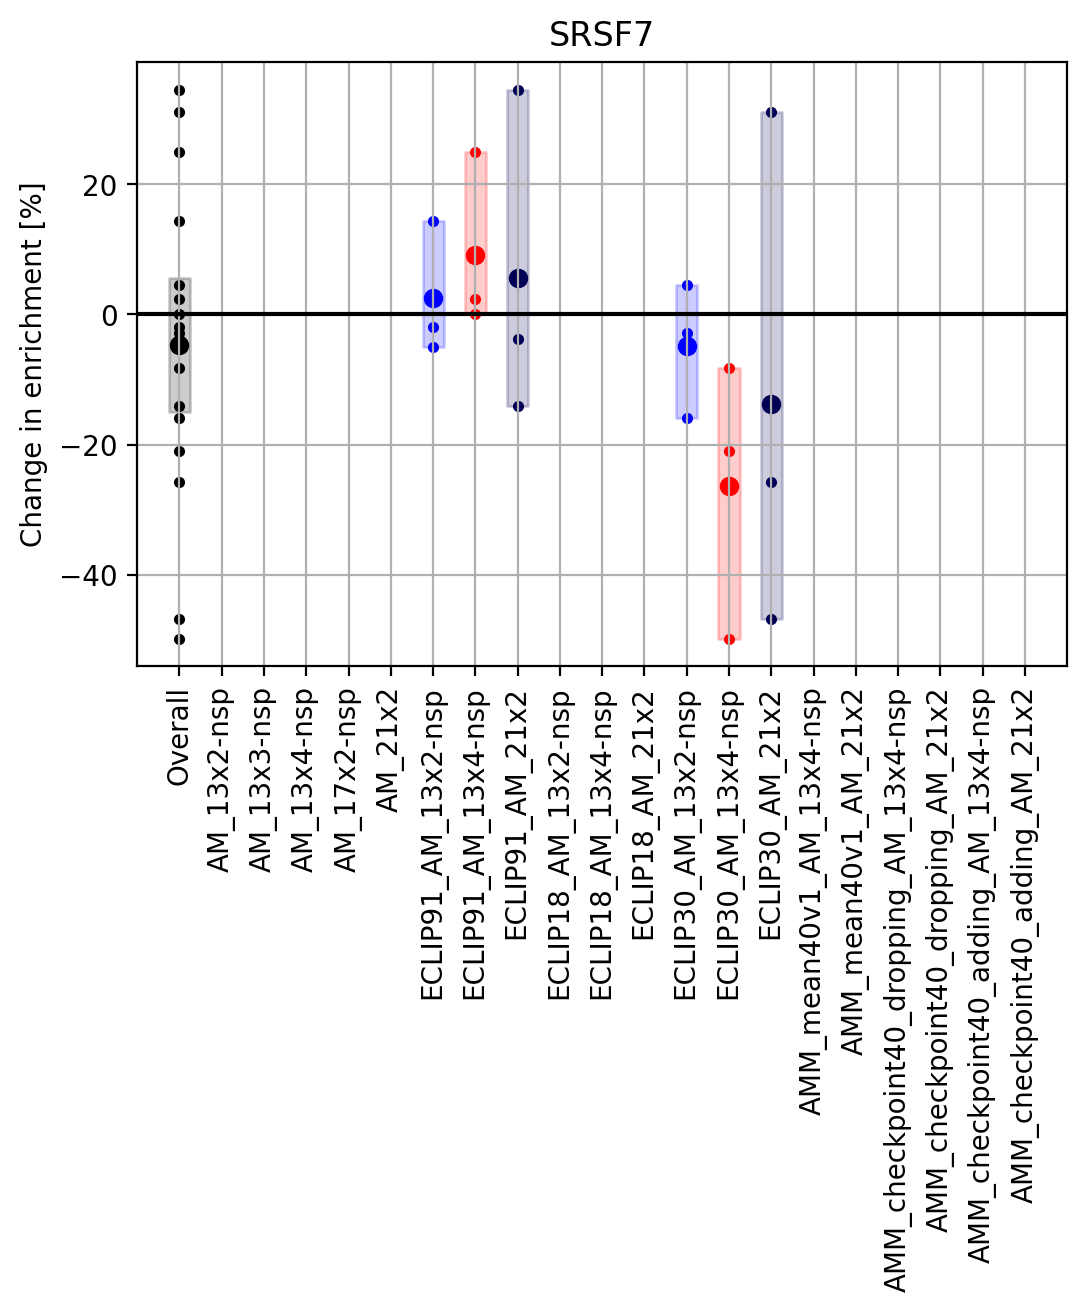 SRSF7
Change in enrichment [%]
20
0
−20
−40
Overall
AM_13x2-nsp
AM_13x3-nsp
AM_13x4-nsp
AM_17x2-nsp
AM_21x2
ECLIP91_AM_13x2-nsp
ECLIP91_AM_13x4-nsp
ECLIP91_AM_21x2
ECLIP18_AM_13x2-nsp
ECLIP18_AM_13x4-nsp
ECLIP18_AM_21x2
ECLIP30_AM_13x2-nsp
ECLIP30_AM_13x4-nsp
ECLIP30_AM_21x2
AMM_mean40v1_AM_13x4-nsp
AMM_mean40v1_AM_21x2
AMM_checkpoint40_dropping_AM_13x4-nsp
AMM_checkpoint40_dropping_AM_21x2
AMM_checkpoint40_adding_AM_13x4-nsp
AMM_checkpoint40_adding_AM_21x2